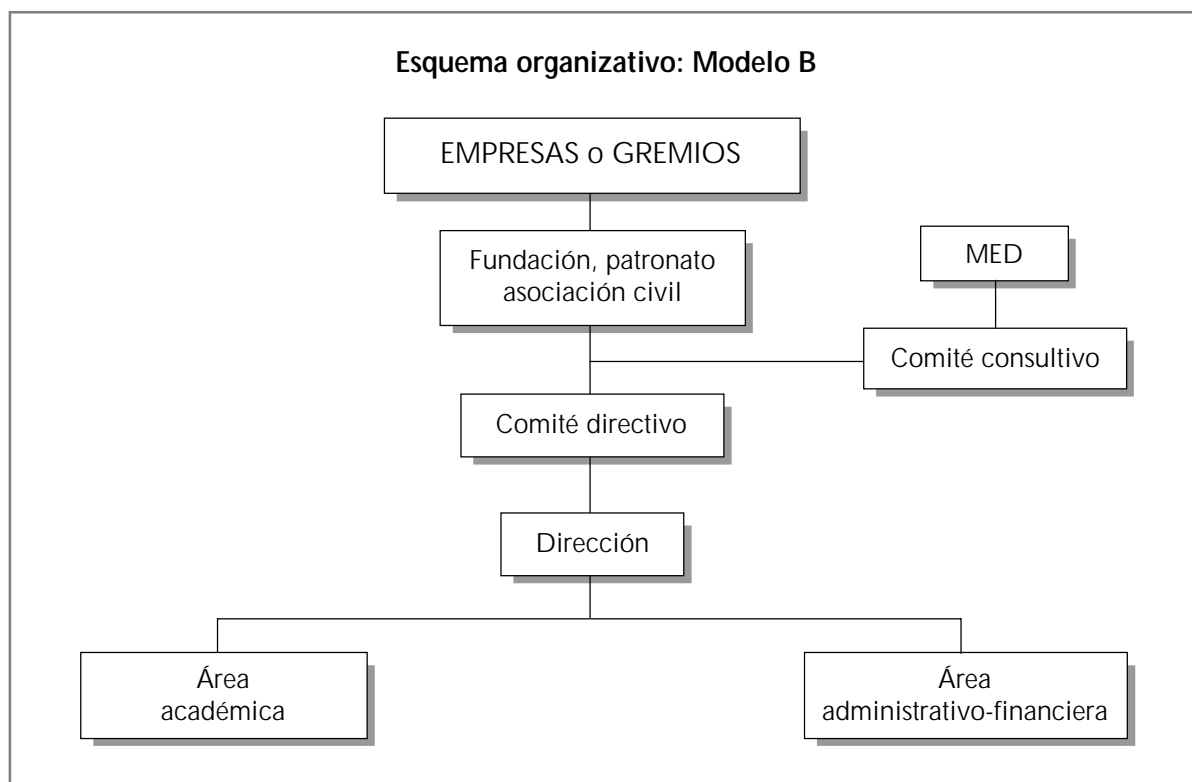 Esquema organizativo: Modelo B
EMPRESAS o GREMIOS
Fundación, patronato
asociación civil
MED
Comité consultivo
Comité directivo
Dirección
Área
académica
Área
administrativo-financiera